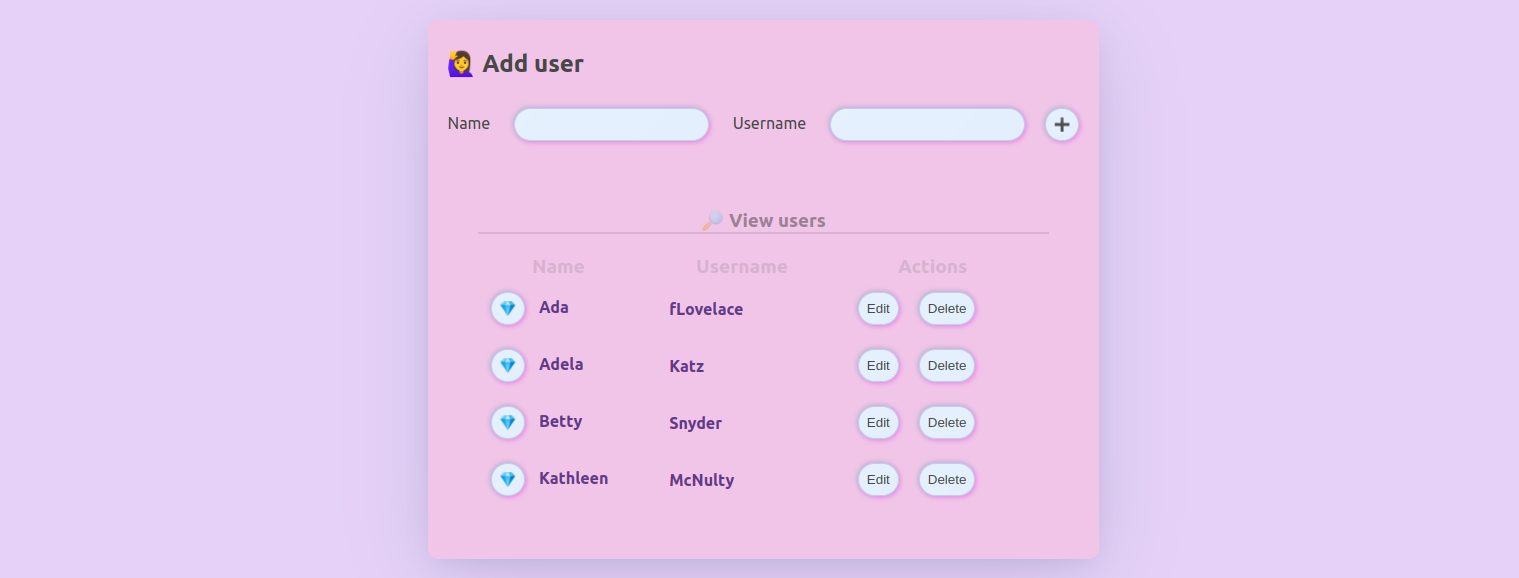 Add user
Name Username
View users
Name Username Actions
Ada fLovelace Edit Delete
Adela Katz Edit Delete
Betty Snyder Edit Delete
Kathleen McNulty Edit Delete